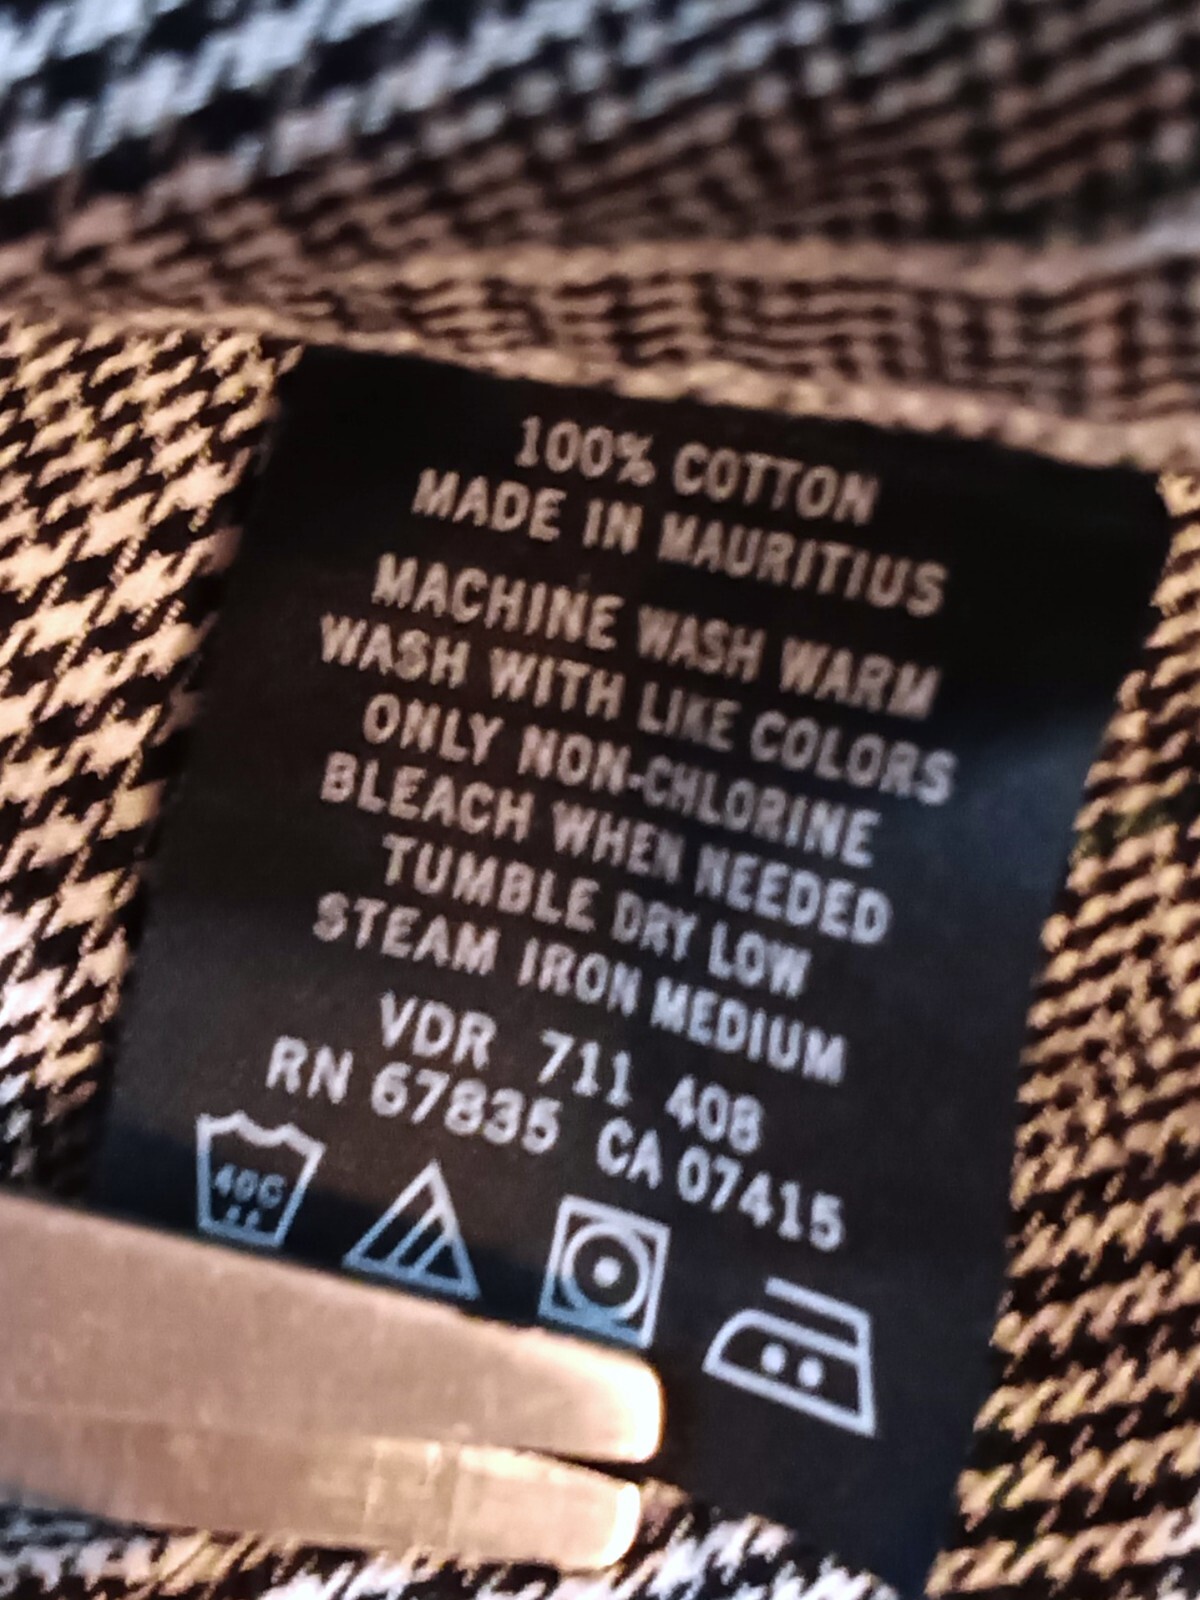 100% COTTON
MADE IN MAURITIUS
MACHINE WASH WARM
WASH WITH LIKE COLORS
ONLY NON-CHLORINE
BLEACH WHEN NEEDED
TUMBLE DRY LOW
STEAM IRON MEDIUM
VDR 711 408
RN 67835 CA 07415
40C